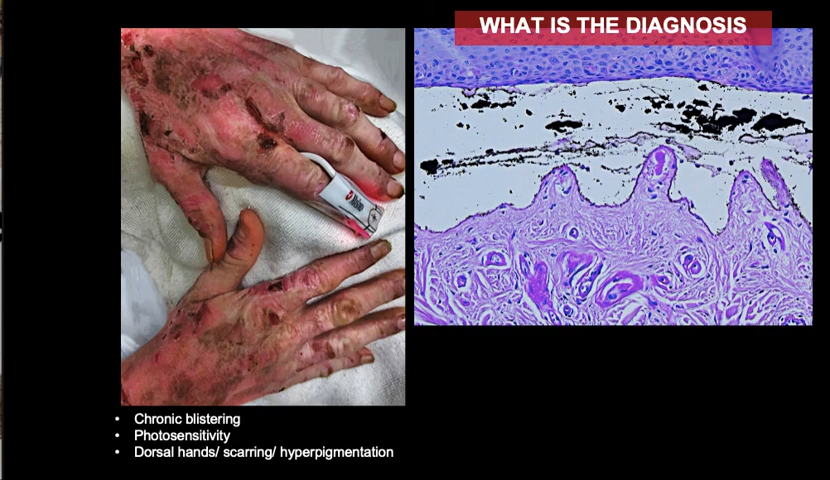 WHAT IS THE DIAGNOSIS
• Chronic blistering
• Photosensitivity
• Dorsal hands/ scarring/ hyperpigmentation